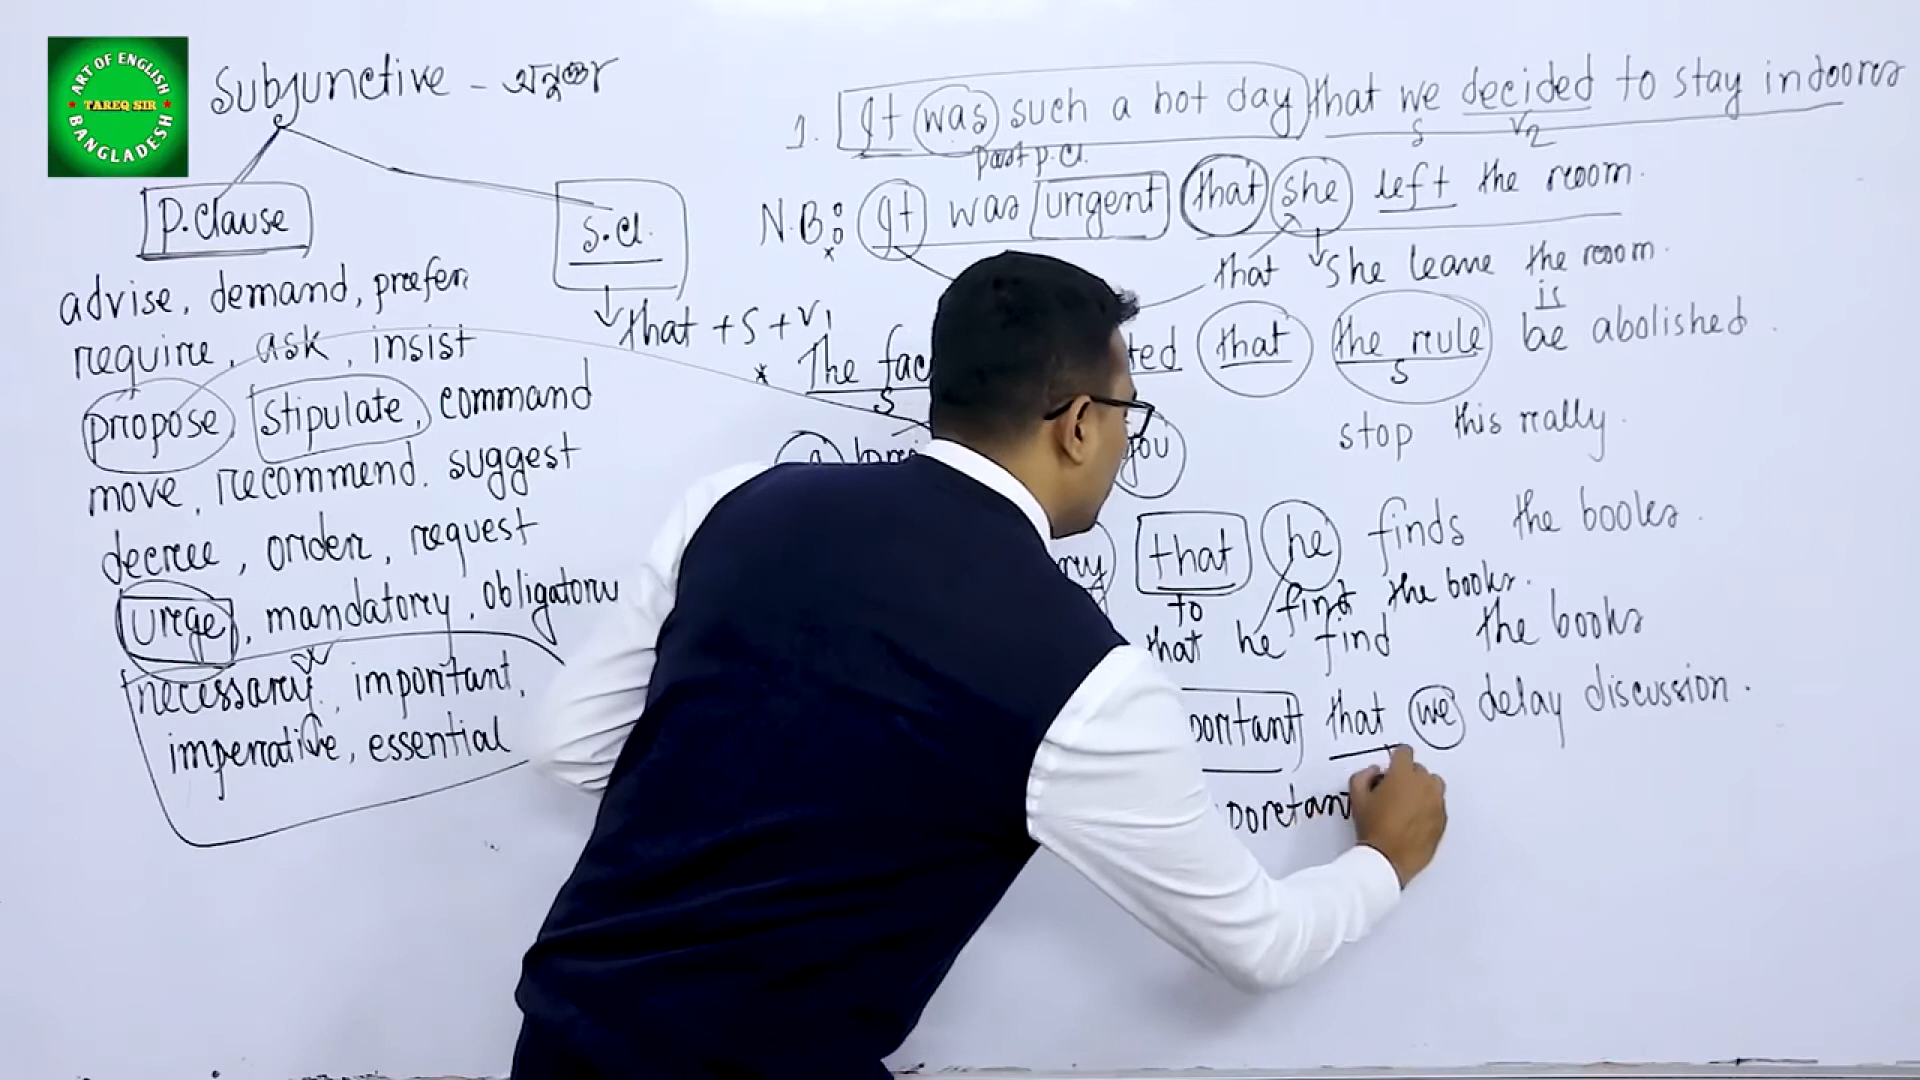 ART OF ENGLISH
TAREQ SIR
BANGLADESH
Subjunctive -
P.Clause
S.Cl.
advise, demand, prefer
require, ask, insist
propose, stipulate, command
move, recommend. suggest
decree, order, request
urge, mandatory, obligatory
necessary, important,
imperative, essential
that + S + V1
1. It was such a hot day that we decided to stay indoors
S V2
past p.cl.
N.B: It was urgent that she left the room.
that she leave the room.
is
* The ted that the rule be abolished.
S S
you stop this really.
that he finds the books.
to find the books.
that he find the books
portant that we delay discussion.
portant